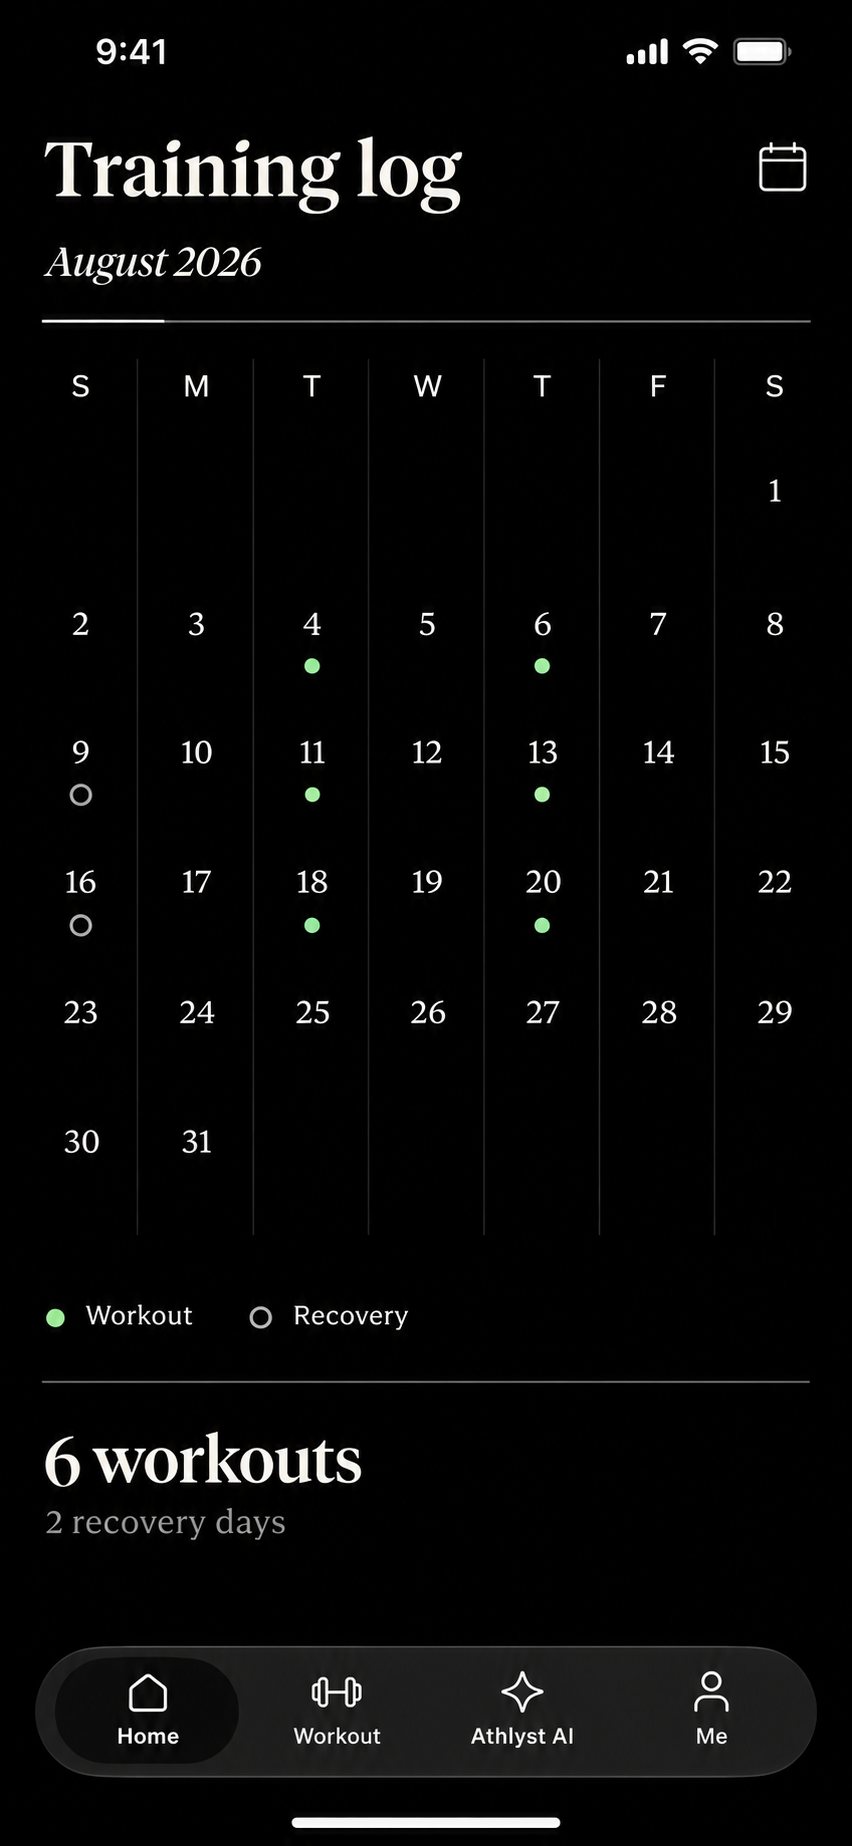 9:41
Training log
August 2026
S M T W T F S
1
2 3 4 5 6 7 8
9 10 11 12 13 14 15
16 17 18 19 20 21 22
23 24 25 26 27 28 29
30 31
Workout Recovery
6 workouts
2 recovery days
Home Workout Athlyst AI Me